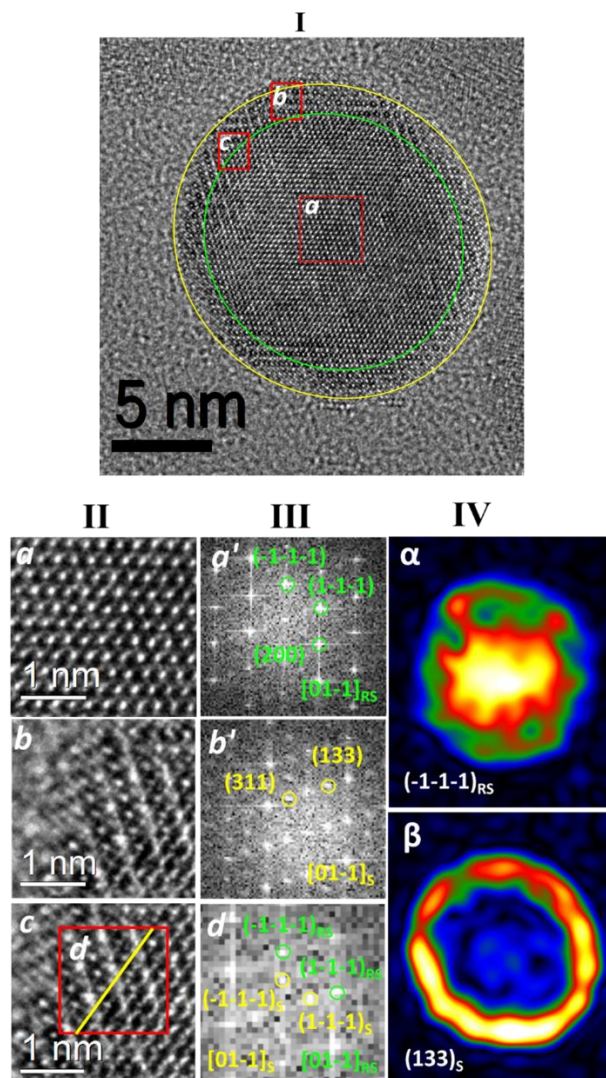 I
b
c
a
5 nm
II
III
IV
a
1 nm
a'
(-1-1-1)
(1-1-1)
(200)
[01-1]RS
α
(-1-1-1)RS
b
1 nm
b'
(133)
(311)
[01-1]S
c
d
1 nm
d'
(-1-1-1)RS
(1-1-1)RS
(-1-1-1)S
(1-1-1)S
[01-1]S
[01-1]RS
β
(133)S